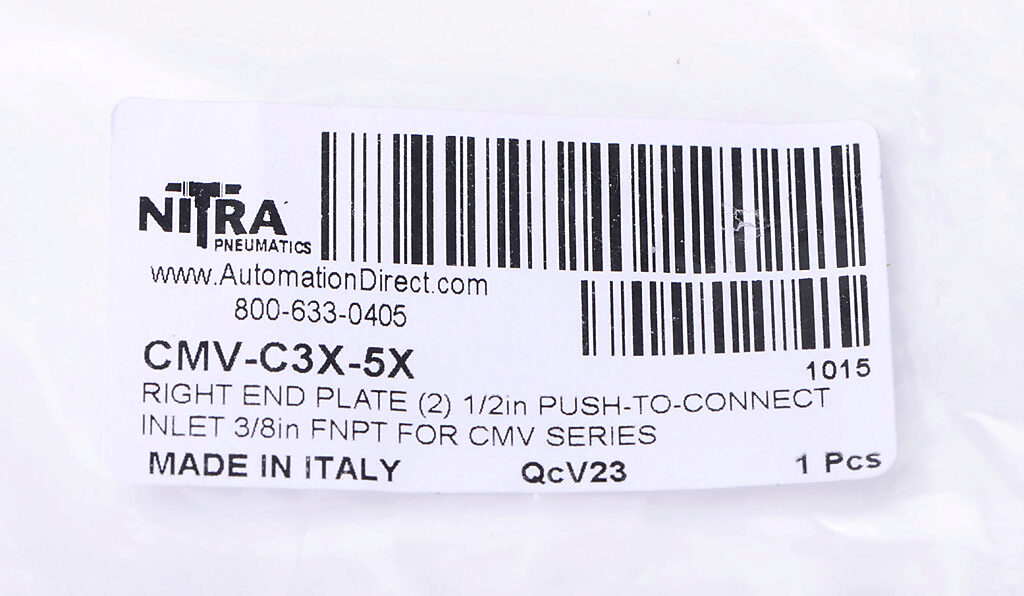 NITRA
PNEUMATICS
www.AutomationDirect.com
800-633-0405
CMV-C3X-5X
1015
RIGHT END PLATE (2) 1/2in PUSH-TO-CONNECT
INLET 3/8in FNPT FOR CMV SERIES
MADE IN ITALY QcV23 1 Pcs